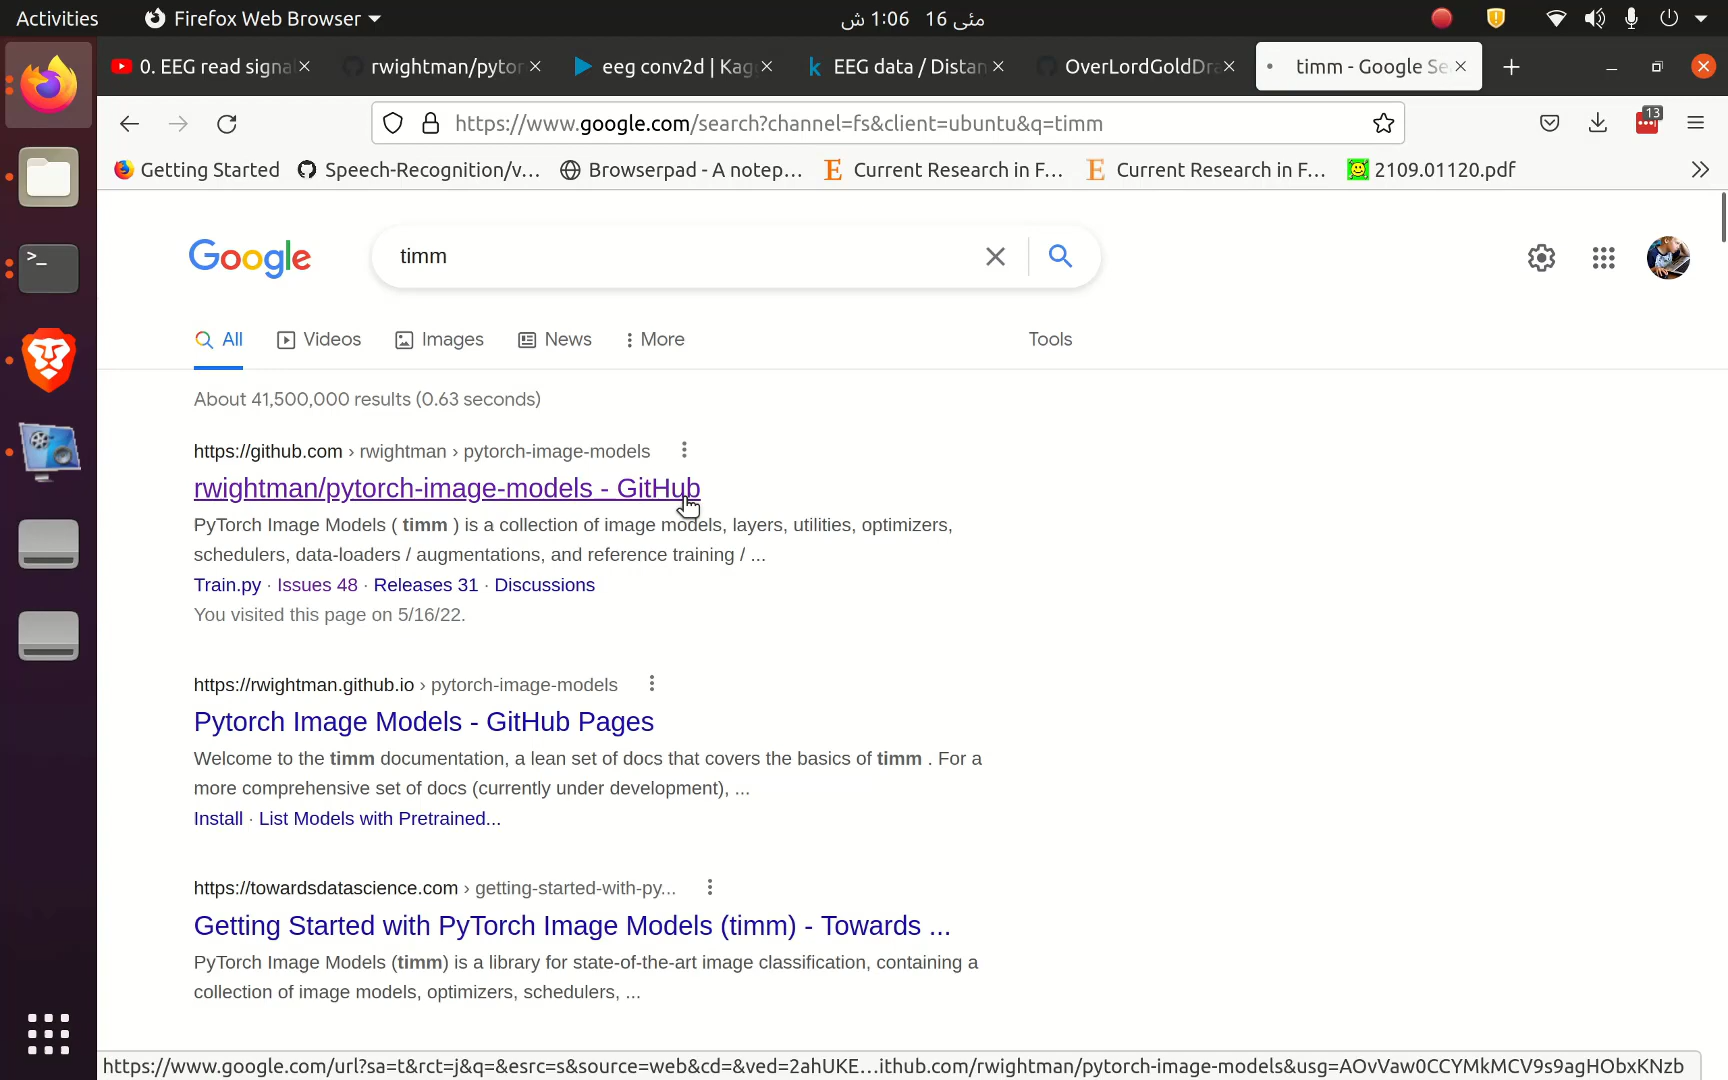 Activities
Firefox Web Browser
مئی 16  1:06 ش
0. EEG read signa
rwightman/pytor
eeg conv2d | Kag
EEG data / Distan
OverLordGoldDra
timm - Google Se
https://www.google.com/search?channel=fs&client=ubuntu&q=timm
13
Getting Started
Speech-Recognition/v...
Browserpad - A notep...
Current Research in F...
Current Research in F...
2109.01120.pdf
Google
timm
All
Videos
Images
News
More
Tools
About 41,500,000 results (0.63 seconds)
https://github.com › rwightman › pytorch-image-models
rwightman/pytorch-image-models - GitHub
PyTorch Image Models ( timm ) is a collection of image models, layers, utilities, optimizers,
schedulers, data-loaders / augmentations, and reference training / ...
Train.py · Issues 48 · Releases 31 · Discussions
You visited this page on 5/16/22.
https://rwightman.github.io › pytorch-image-models
Pytorch Image Models - GitHub Pages
Welcome to the timm documentation, a lean set of docs that covers the basics of timm . For a
more comprehensive set of docs (currently under development), ...
Install · List Models with Pretrained...
https://towardsdatascience.com › getting-started-with-py...
Getting Started with PyTorch Image Models (timm) - Towards ...
PyTorch Image Models (timm) is a library for state-of-the-art image classification, containing a
collection of image models, optimizers, schedulers, ...
https://www.google.com/url?sa=t&rct=j&q=&esrc=s&source=web&cd=&ved=2ahUKE...ithub.com/rwightman/pytorch-image-models&usg=AOvVaw0CCYMkMCV9s9agHObxKNzb